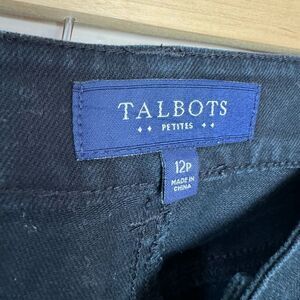 TALBOTS
PETITES
12P
MADE IN
CHINA